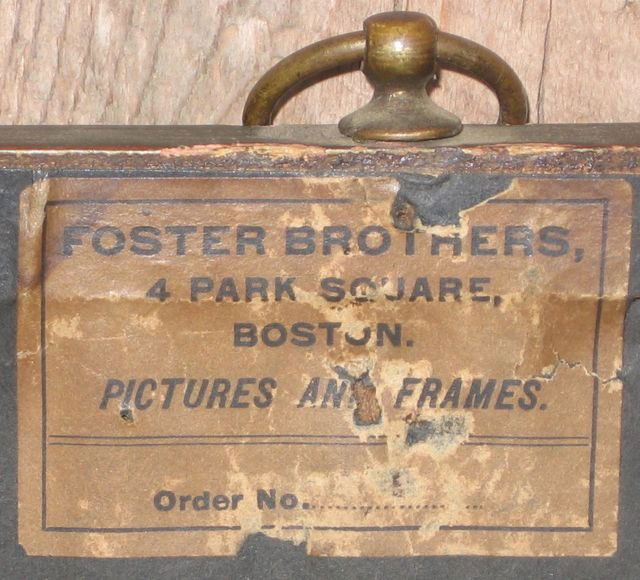 FOSTER BROTHERS,
4 PARK SQUARE,
BOSTON.
PICTURES AND FRAMES.
Order No.